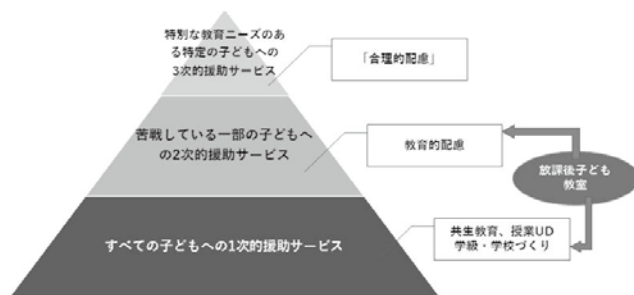 特別な教育ニーズのあ
る特定の子どもへの
3次的援助サービス
「合理的配慮」
苦戦している一部の子どもへ
の2次的援助サービス
教育的配慮
放課後子ども
教室
すべての子どもへの1次的援助サービス
共生教育、授業UD
学級・学校づくり